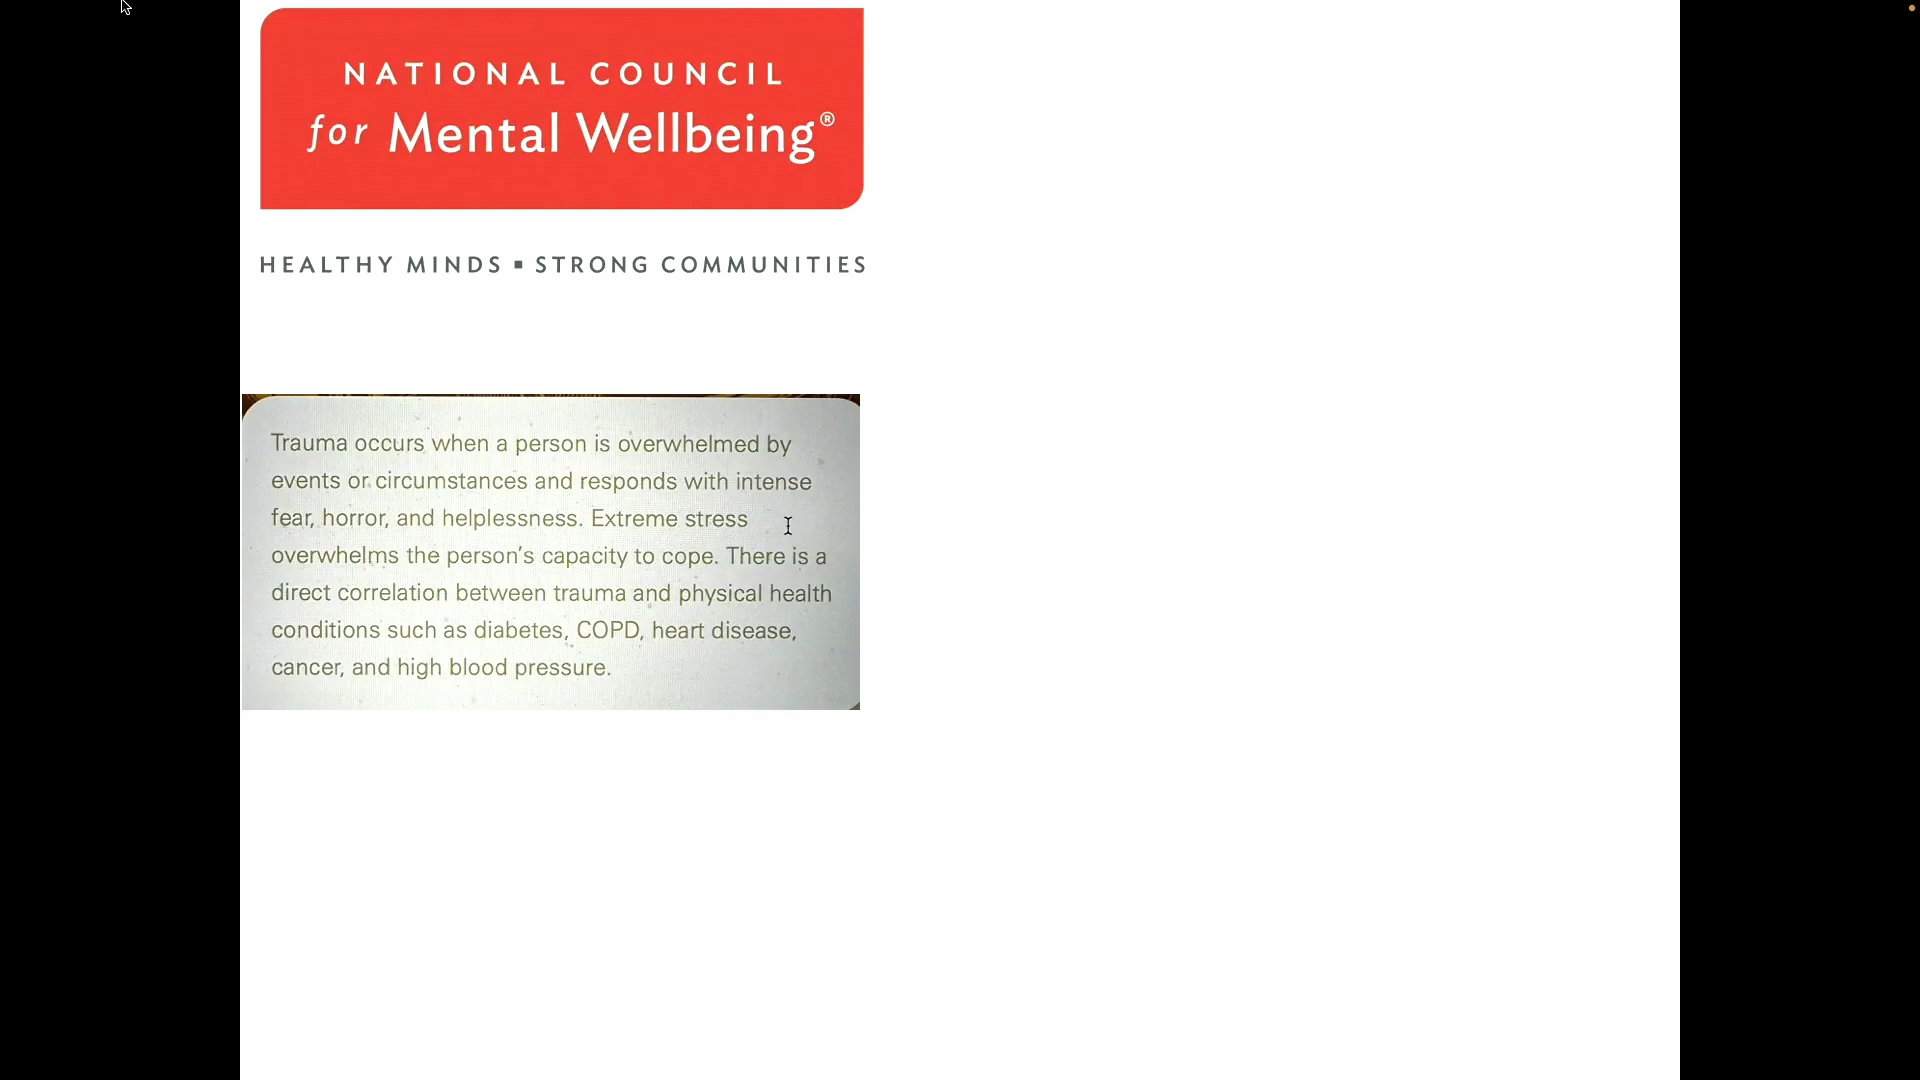 NATIONAL COUNCIL
for Mental Wellbeing®
HEALTHY MINDS ▪ STRONG COMMUNITIES
Trauma occurs when a person is overwhelmed by
events or circumstances and responds with intense
fear, horror, and helplessness. Extreme stress
overwhelms the person's capacity to cope. There is a
direct correlation between trauma and physical health
conditions such as diabetes, COPD, heart disease,
cancer, and high blood pressure.